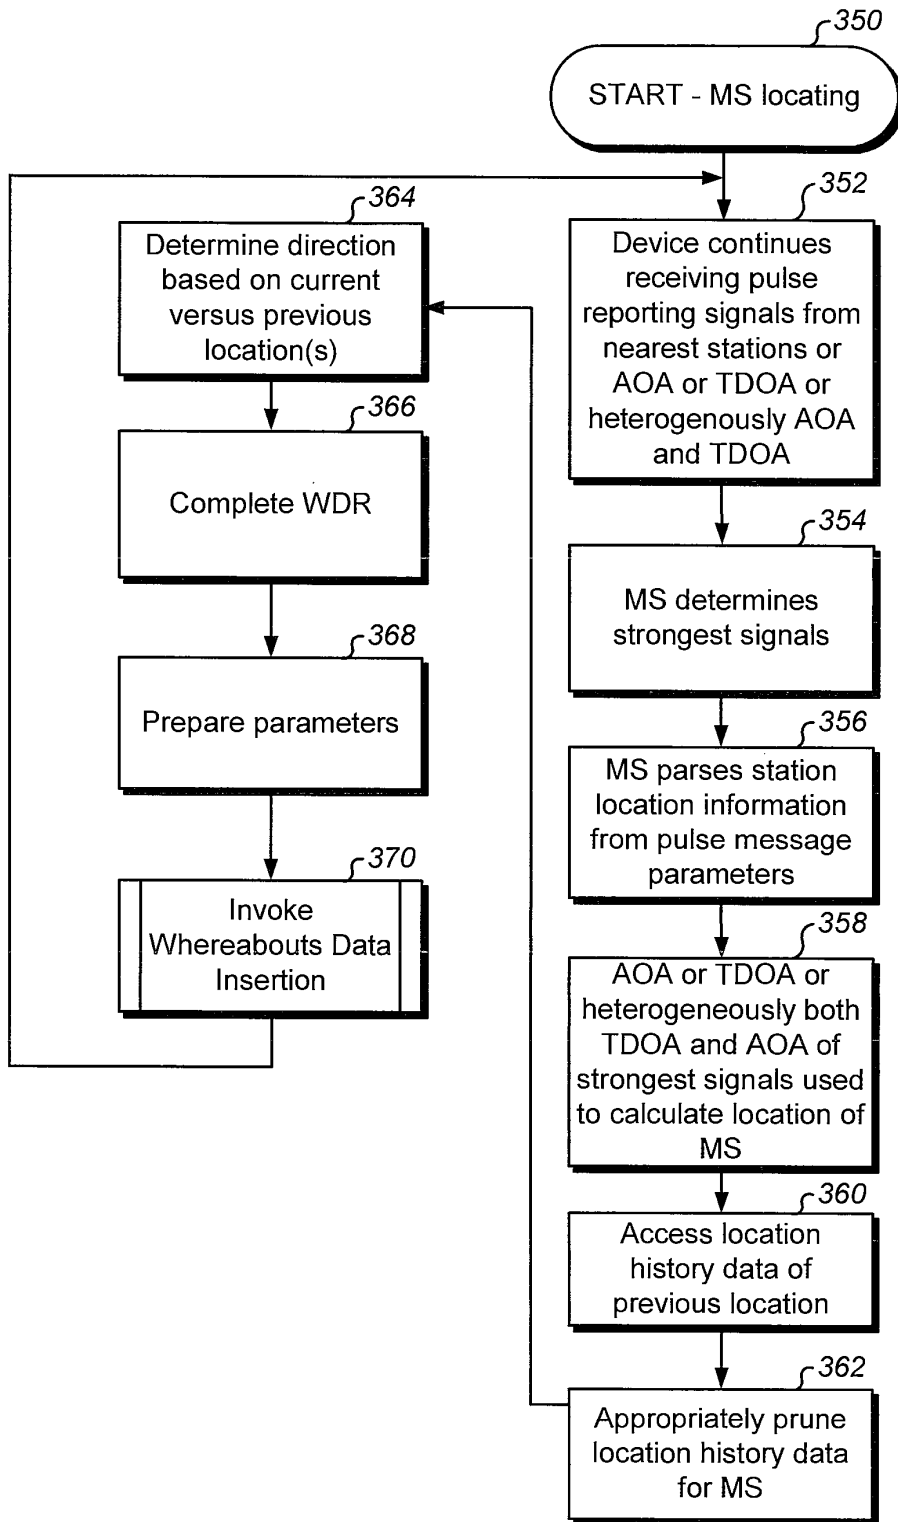 350
START - MS locating
352
Device continues
receiving pulse
reporting signals from
nearest stations or
AOA or TDOA or
heterogenously AOA
and TDOA
354
MS determines
strongest signals
356
MS parses station
location information
from pulse message
parameters
358
AOA or TDOA or
heterogeneously both
TDOA and AOA of
strongest signals used
to calculate location of
MS
360
Access location
history data of
previous location
362
Appropriately prune
location history data
for MS
364
Determine direction
based on current
versus previous
location(s)
366
Complete WDR
368
Prepare parameters
370
Invoke
Whereabouts Data
Insertion